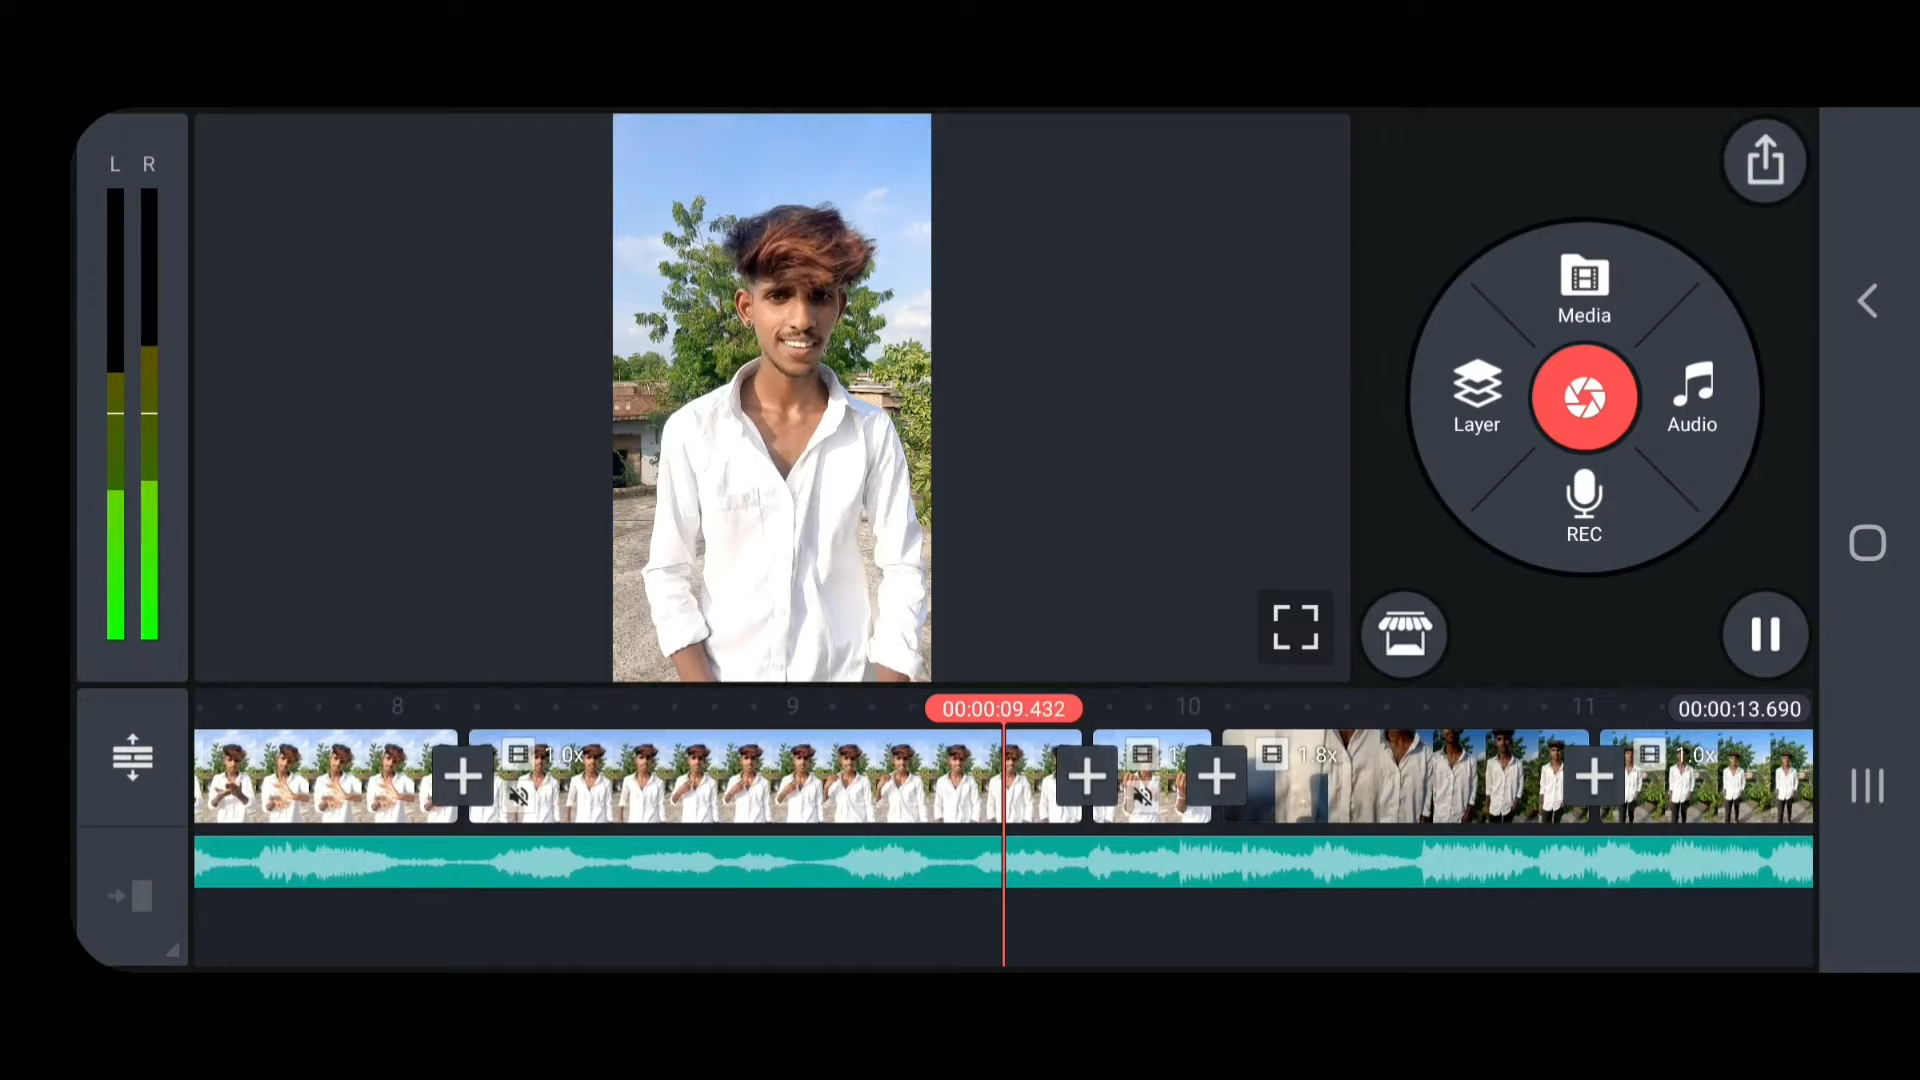 L R
Media
Layer
Audio
REC
8
9
00:00:09.432
10
11
00:00:13.690
1.0x
1.8x
1.0x